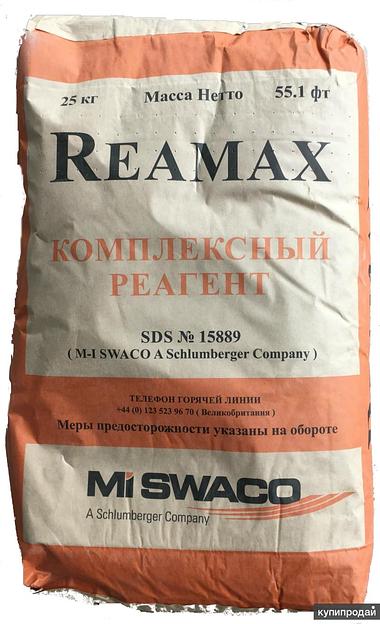 25 кг Масса Нетто 55.1 фт
REAMAX
КОМПЛЕКСНЫЙ
РЕАГЕНТ
SDS № 15889
( M-I SWACO A Schlumberger Company )
ТЕЛЕФОН ГОРЯЧЕЙ ЛИНИИ
+44 (0) 123 523 96 70 ( Великобритания )
Меры предосторожности указаны на обороте
Mi SWACO
A Schlumberger Company
купипродай